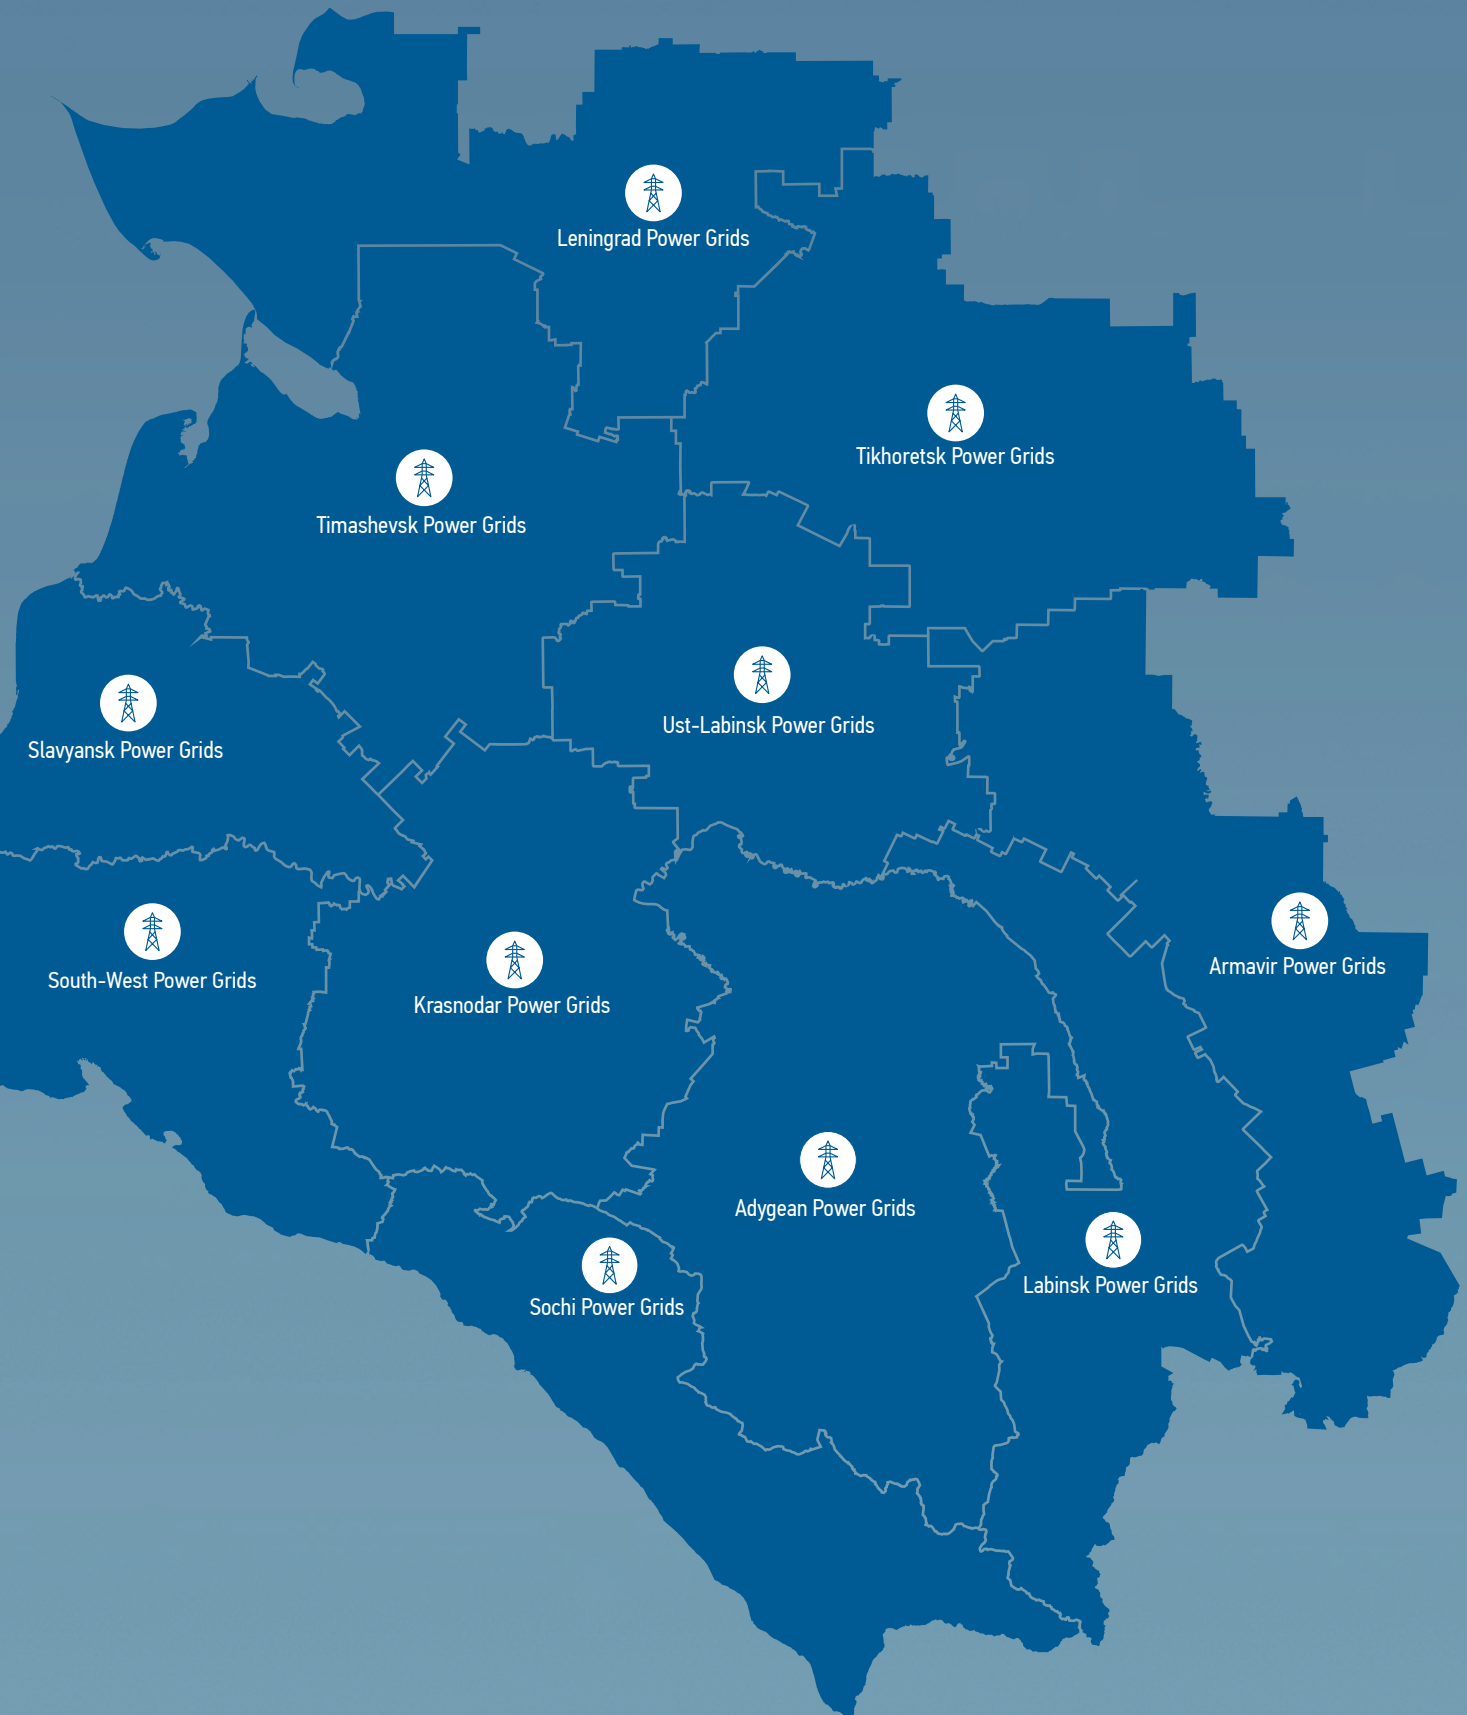 Leningrad Power Grids
Tikhoretsk Power Grids
Timashevsk Power Grids
Ust-Labinsk Power Grids
Slavyansk Power Grids
Armavir Power Grids
South-West Power Grids
Krasnodar Power Grids
Adygean Power Grids
Labinsk Power Grids
Sochi Power Grids